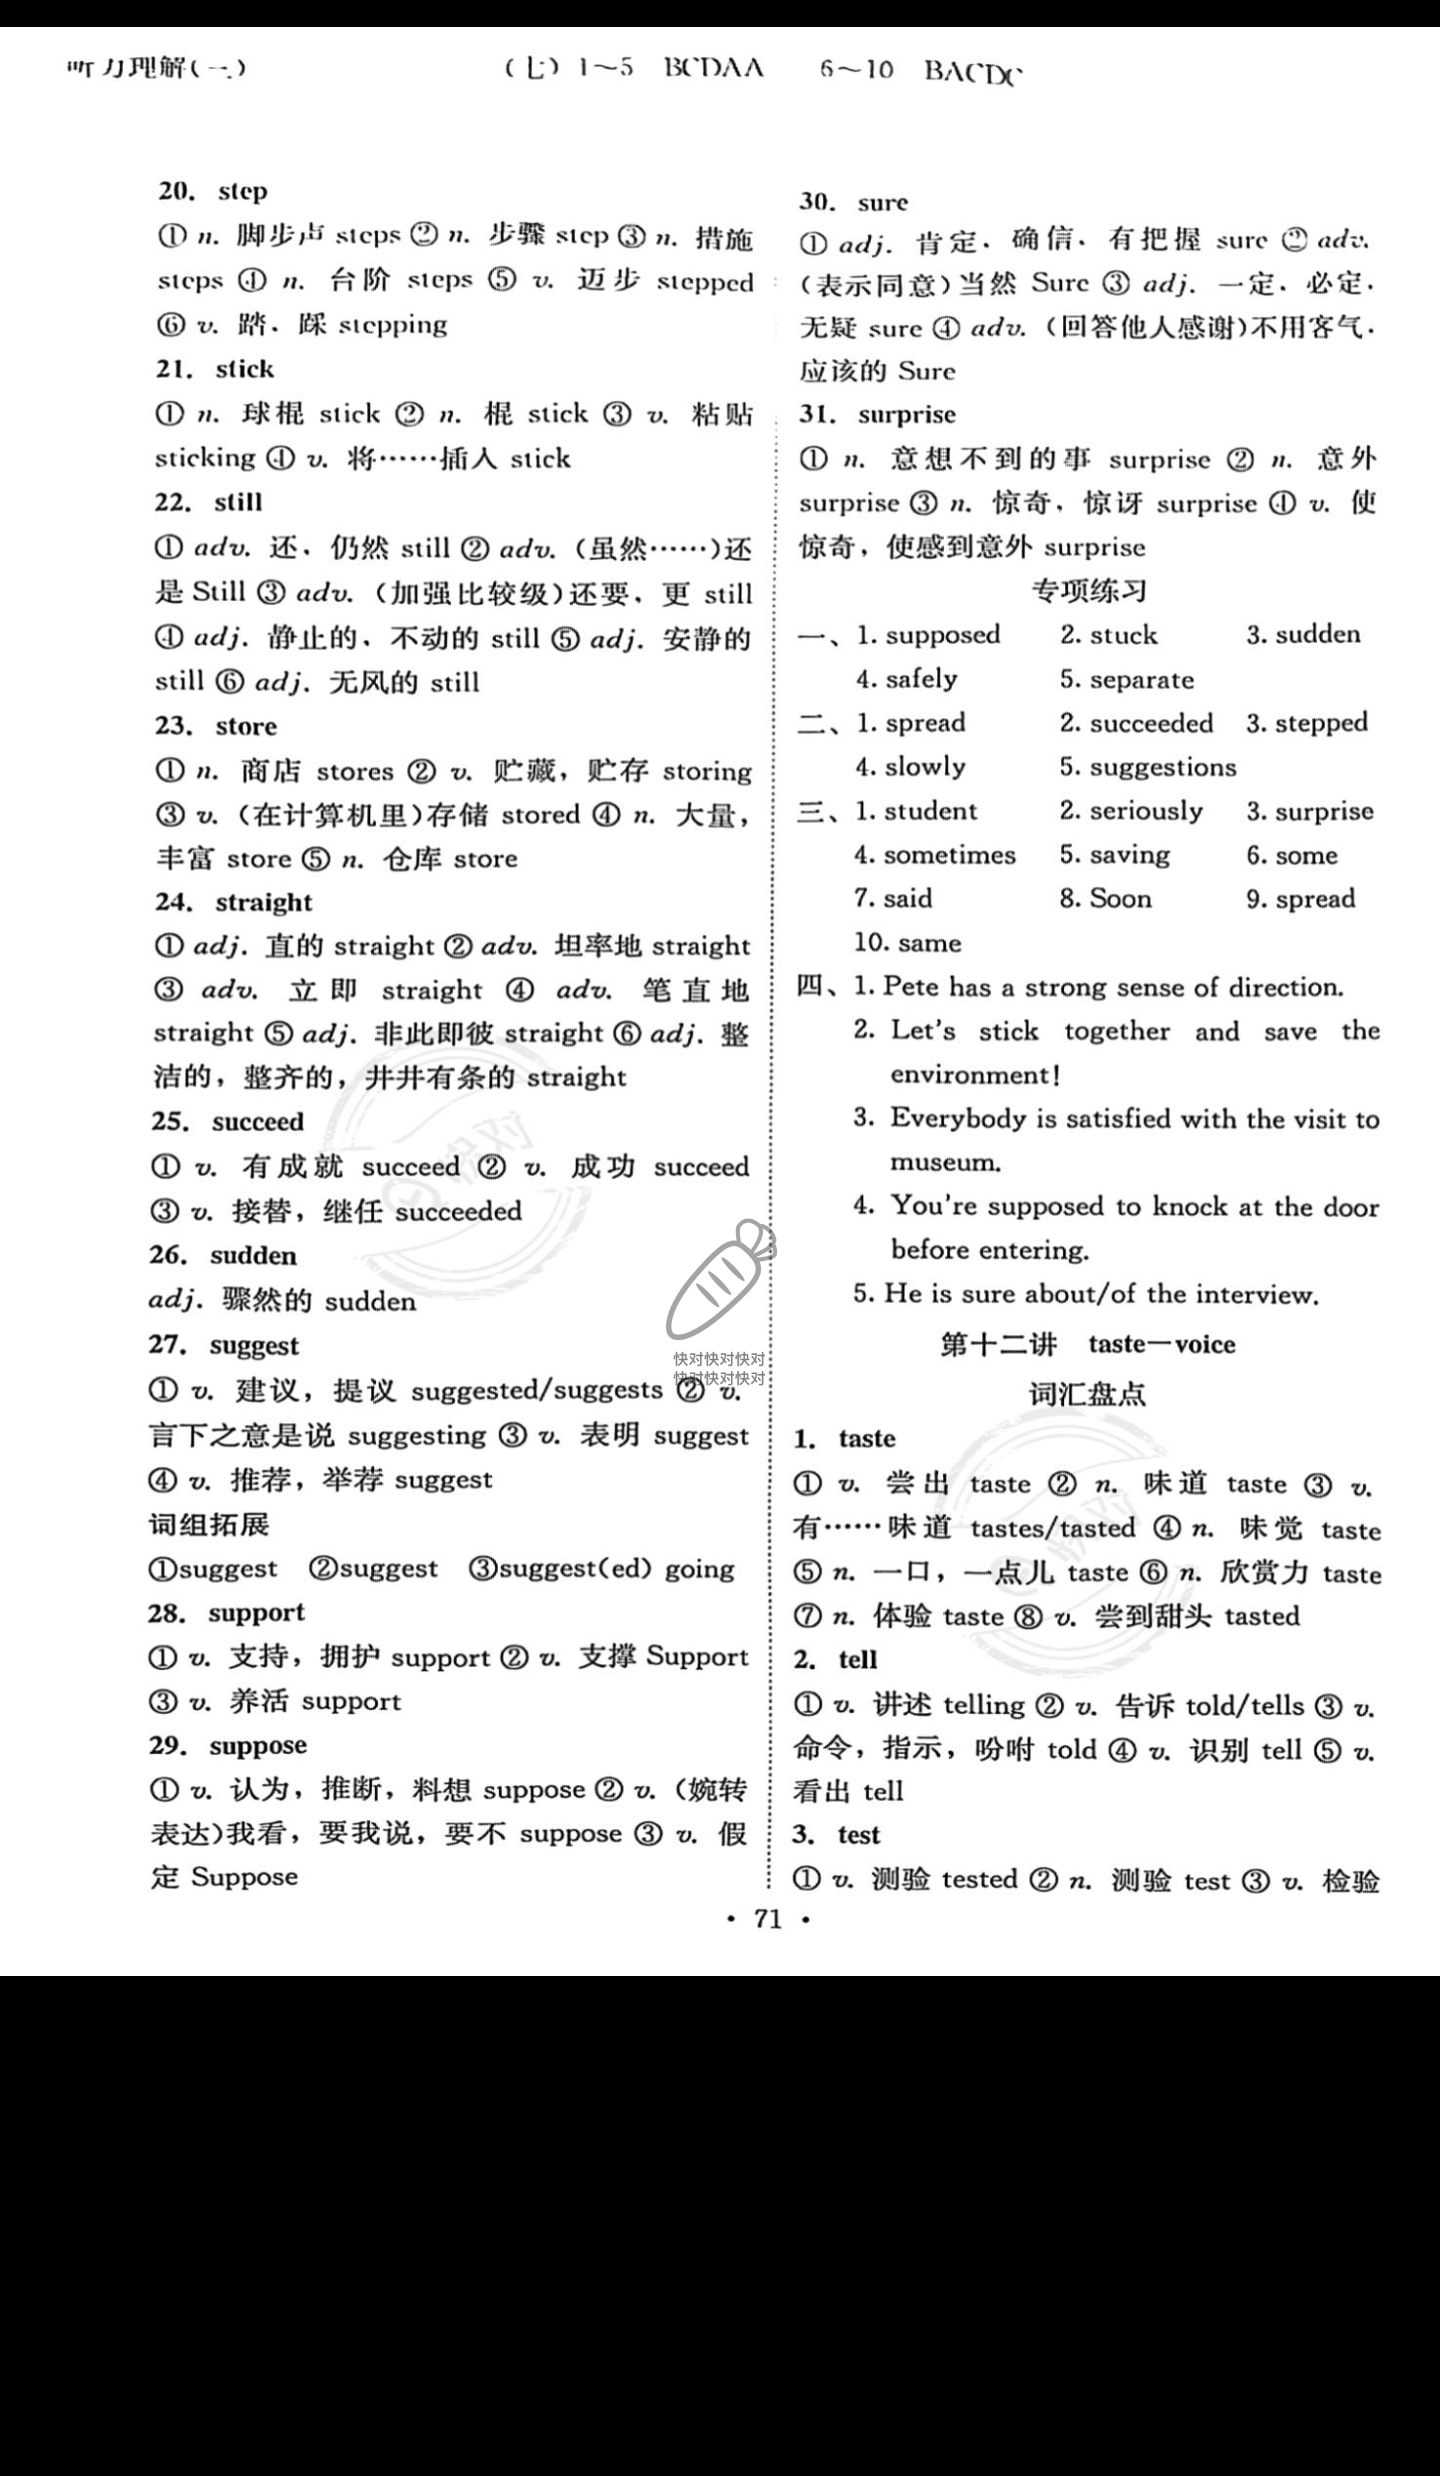 听力理解(一)
(七) 1～5 BCDAA 6～10 BACDC
20. step
① n. 脚步声 steps ② n. 步骤 step ③ n. 措施
steps ④ n. 台阶 steps ⑤ v. 迈步 stepped
⑥ v. 踏，踩 stepping
21. stick
① n. 球棍 stick ② n. 棍 stick ③ v. 粘贴
sticking ④ v. 将……插入 stick
22. still
① adv. 还，仍然 still ② adv. (虽然……)还
是 Still ③ adv. (加强比较级)还要，更 still
④ adj. 静止的，不动的 still ⑤ adj. 安静的
still ⑥ adj. 无风的 still
23. store
① n. 商店 stores ② v. 贮藏，贮存 storing
③ v. (在计算机里)存储 stored ④ n. 大量，
丰富 store ⑤ n. 仓库 store
24. straight
① adj. 直的 straight ② adv. 坦率地 straight
③ adv. 立即 straight ④ adv. 笔直地
straight ⑤ adj. 非此即彼 straight ⑥ adj. 整
洁的，整齐的，井井有条的 straight
25. succeed
① v. 有成就 succeed ② v. 成功 succeed
③ v. 接替，继任 succeeded
26. sudden
adj. 骤然的 sudden
27. suggest
① v. 建议，提议 suggested/suggests ② v.
言下之意是说 suggesting ③ v. 表明 suggest
④ v. 推荐，举荐 suggest
词组拓展
①suggest ②suggest ③suggest(ed) going
28. support
① v. 支持，拥护 support ② v. 支撑 Support
③ v. 养活 support
29. suppose
① v. 认为，推断，料想 suppose ② v. (婉转
表达)我看，要我说，要不 suppose ③ v. 假
定 Suppose
30. sure
① adj. 肯定，确信，有把握 sure ② adv.
(表示同意)当然 Sure ③ adj. 一定，必定，
无疑 sure ④ adv. (回答他人感谢)不用客气，
应该的 Sure
31. surprise
① n. 意想不到的事 surprise ② n. 意外
surprise ③ n. 惊奇，惊讶 surprise ④ v. 使
惊奇，使感到意外 surprise
专项练习
一、1. supposed 2. stuck 3. sudden
4. safely 5. separate
二、1. spread 2. succeeded 3. stepped
4. slowly 5. suggestions
三、1. student 2. seriously 3. surprise
4. sometimes 5. saving 6. some
7. said 8. Soon 9. spread
10. same
四、1. Pete has a strong sense of direction.
2. Let's stick together and save the
environment!
3. Everybody is satisfied with the visit to
museum.
4. You're supposed to knock at the door
before entering.
5. He is sure about/of the interview.
第十二讲 taste—voice
词汇盘点
1. taste
① v. 尝出 taste ② n. 味道 taste ③ v.
有……味道 tastes/tasted ④ n. 味觉 taste
⑤ n. 一口，一点儿 taste ⑥ n. 欣赏力 taste
⑦ n. 体验 taste ⑧ v. 尝到甜头 tasted
2. tell
① v. 讲述 telling ② v. 告诉 told/tells ③ v.
命令，指示，吩咐 told ④ v. 识别 tell ⑤ v.
看出 tell
3. test
① v. 测验 tested ② n. 测验 test ③ v. 检验
快对快对快对
快对快对快对
快对
快对
• 71 •